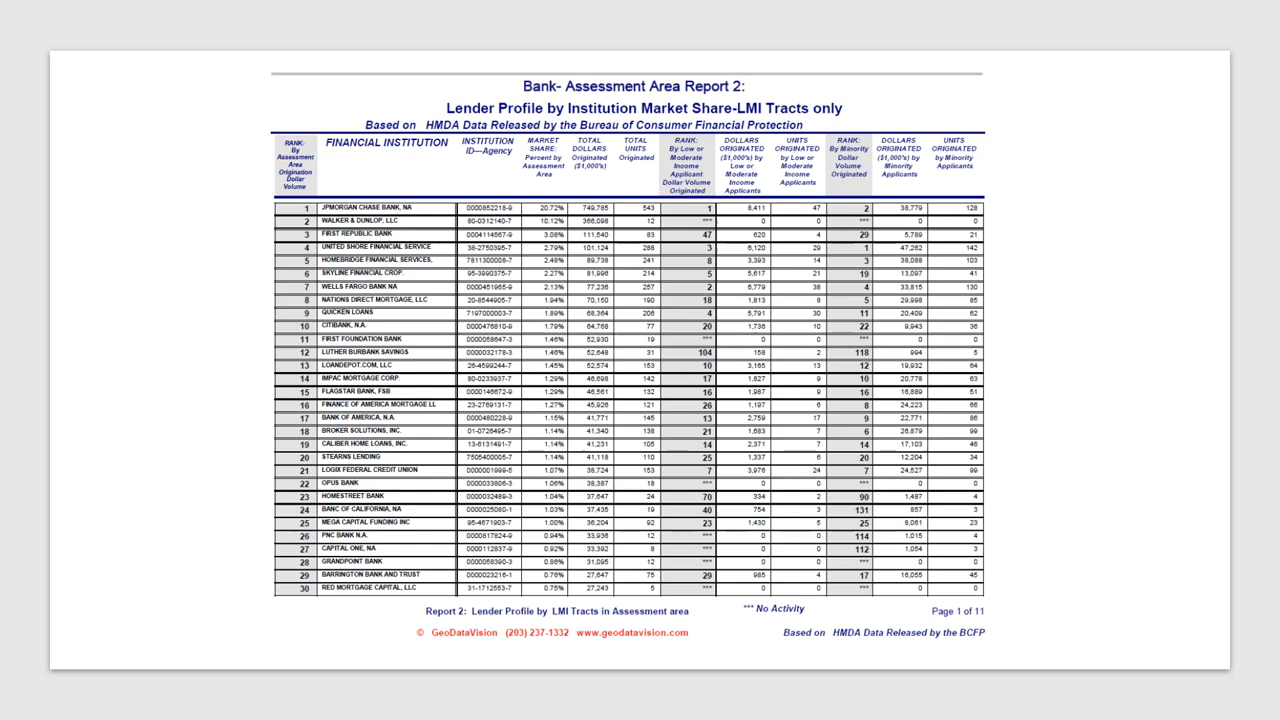 Bank- Assessment Area Report 2:
Lender Profile by Institution Market Share-LMI Tracts only
Based on HMDA Data Released by the Bureau of Consumer Financial Protection
RANK: By Assessment Area Origination Dollar Volume FINANCIAL INSTITUTION INSTITUTION ID—Agency MARKET SHARE: Percent by Assessment Area TOTAL DOLLARS Originated ($1,000's) TOTAL UNITS Originated RANK: By Low or Moderate Income Applicant Dollar Volume Originated DOLLARS ORIGINATED ($1,000's) by Low or Moderate Income Applicants UNITS ORIGINATED by Low or Moderate Income Applicants RANK: By Minority Dollar Volume Originated DOLLARS ORIGINATED ($1,000's) by Minority Applicants UNITS ORIGINATED by Minority Applicants
1 JPMORGAN CHASE BANK, NA 0000852218-9 20.72% 749,785 543 1 8,411 47 2 38,779 128
2 WALKER & DUNLOP, LLC 80-0312140-7 10.12% 366,098 12 *** 0 0 *** 0 0
3 FIRST REPUBLIC BANK 0004114567-9 3.08% 111,540 83 47 620 4 29 5,789 21
4 UNITED SHORE FINANCIAL SERVICE 38-2750395-7 2.79% 101,124 288 3 6,120 29 1 47,262 142
5 HOMEBRIDGE FINANCIAL SERVICES, 7811300008-7 2.48% 89,738 241 8 3,393 14 3 38,088 103
6 SKYLINE FINANCIAL CROP. 95-3990375-7 2.27% 81,996 214 5 5,617 21 19 13,097 41
7 WELLS FARGO BANK NA 0000451965-9 2.13% 77,236 257 2 6,779 38 4 33,815 130
8 NATIONS DIRECT MORTGAGE, LLC 20-8544905-7 1.94% 70,150 190 18 1,813 8 5 29,998 85
9 QUICKEN LOANS 7197000003-7 1.89% 68,364 206 4 5,791 30 11 20,409 62
10 CITIBANK, N.A. 0000476810-9 1.79% 64,768 77 20 1,736 10 22 9,943 36
11 FIRST FOUNDATION BANK 0000058647-3 1.46% 52,930 19 *** 0 0 *** 0 0
12 LUTHER BURBANK SAVINGS 0000032178-3 1.46% 52,648 31 104 158 2 118 994 5
13 LOANDEPOT.COM, LLC 26-4599244-7 1.45% 52,574 153 10 3,165 13 12 19,932 64
14 IMPAC MORTGAGE CORP. 80-0233937-7 1.29% 46,698 142 17 1,827 9 10 20,778 63
15 FLAGSTAR BANK, FSB 0000146672-9 1.29% 46,561 132 16 1,987 9 16 16,889 51
16 FINANCE OF AMERICA MORTGAGE LL 23-2769131-7 1.27% 45,926 121 26 1,197 6 8 24,223 66
17 BANK OF AMERICA, N.A. 0000480228-9 1.15% 41,771 145 13 2,759 17 9 22,771 86
18 BROKER SOLUTIONS, INC. 01-0726495-7 1.14% 41,340 138 21 1,683 7 6 26,879 99
19 CALIBER HOME LOANS, INC. 13-6131491-7 1.14% 41,231 105 14 2,371 7 14 17,103 46
20 STEARNS LENDING 7505400005-7 1.14% 41,118 110 25 1,337 6 20 12,204 34
21 LOGIX FEDERAL CREDIT UNION 0000001999-5 1.07% 38,724 153 7 3,976 24 7 24,527 99
22 OPUS BANK 0000033806-3 1.06% 38,387 18 *** 0 0 *** 0 0
23 HOMESTREET BANK 0000032489-3 1.04% 37,647 24 70 334 2 90 1,487 4
24 BANC OF CALIFORNIA, NA 0000025080-1 1.03% 37,435 19 40 754 3 131 857 3
25 MEGA CAPITAL FUNDING INC 95-4671903-7 1.00% 36,204 92 23 1,430 5 25 8,061 23
26 PNC BANK N.A. 0000817824-9 0.94% 33,936 12 *** 0 0 114 1,015 4
27 CAPITAL ONE, NA 0000112837-9 0.92% 33,392 8 *** 0 0 112 1,054 3
28 GRANDPOINT BANK 0000058390-3 0.86% 31,095 12 *** 0 0 *** 0 0
29 BARRINGTON BANK AND TRUST 0000023216-1 0.76% 27,647 75 29 985 4 17 16,055 45
30 RED MORTGAGE CAPITAL, LLC 31-1712553-7 0.75% 27,243 5 *** 0 0 *** 0 0
Report 2: Lender Profile by LMI Tracts in Assessment area *** No Activity Page 1 of 11
© GeoDataVision (203) 237-1332 www.geodatavision.com Based on HMDA Data Released by the BCFP